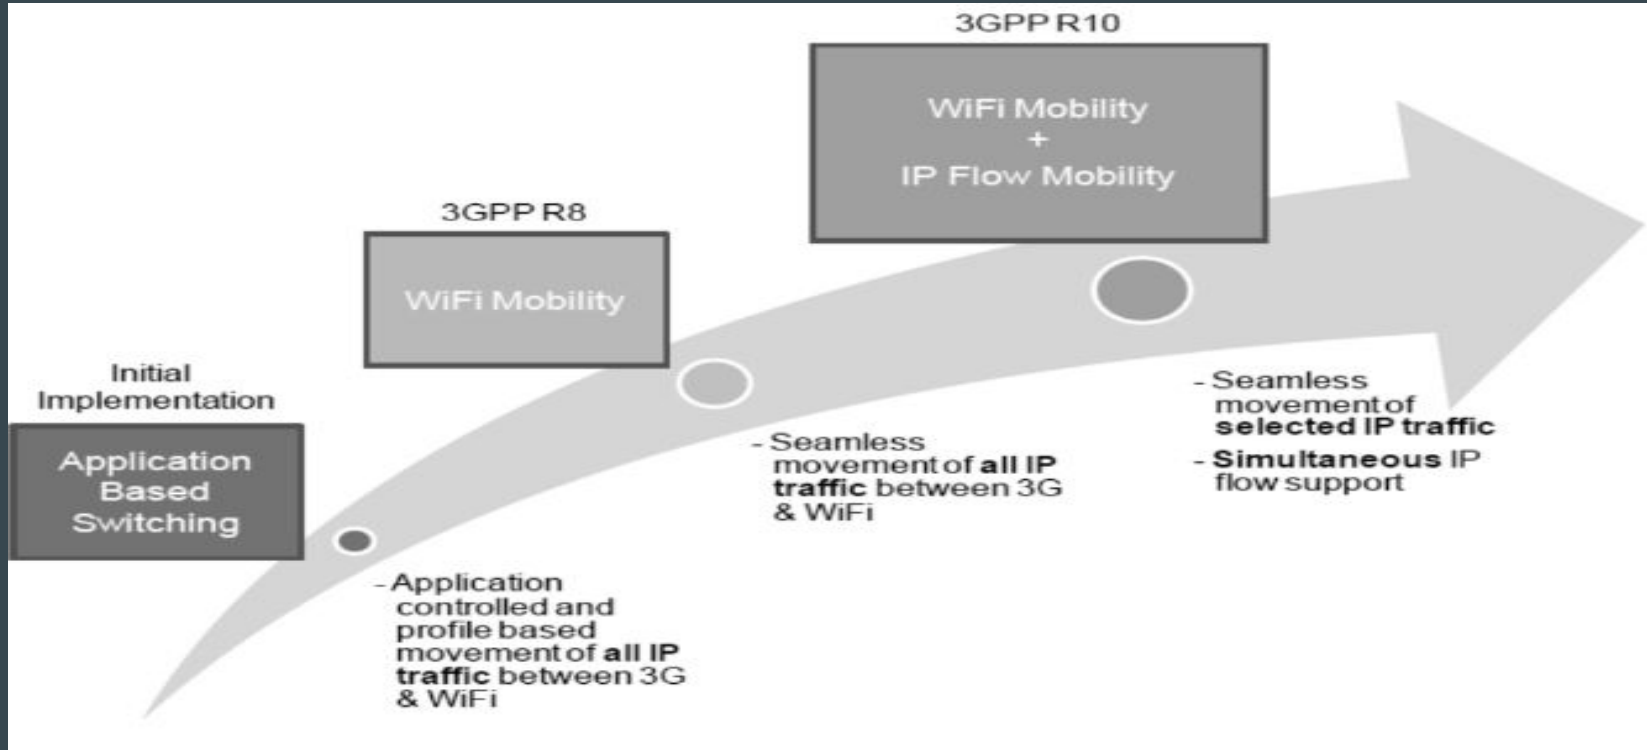 3GPP R10
WiFi Mobility
+
IP Flow Mobility
3GPP R8
WiFi Mobility
Initial
Implementation
Application
Based
Switching
- Seamless
movement of
selected IP traffic
- Simultaneous IP
flow support
- Seamless
movement of all IP
traffic between 3G
& WiFi
- Application
controlled and
profile based
movement of all IP
traffic between 3G
& WiFi